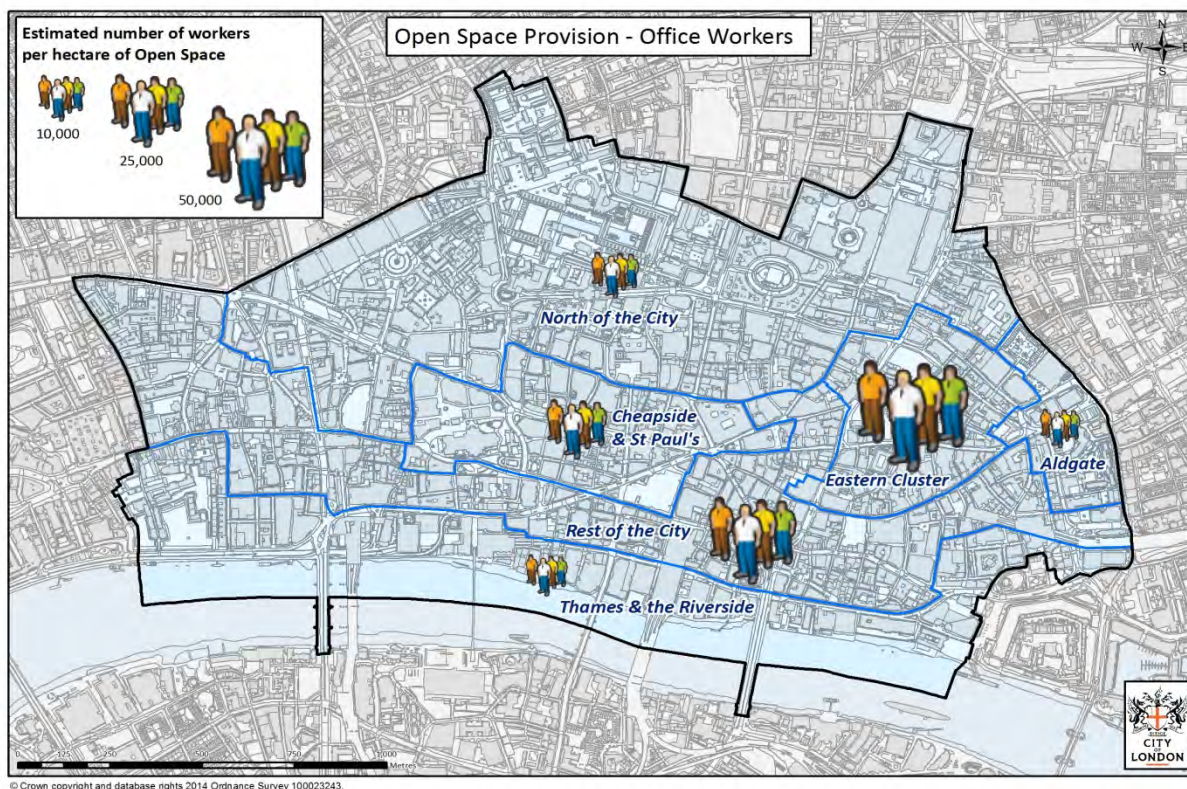 Estimated number of workers
per hectare of Open Space
10,000
25,000
50,000
Open Space Provision - Office Workers
N
W E
S
North of the City
Cheapside
& St Paul's
Eastern Cluster
Aldgate
Rest of the City
Thames & the Riverside
0 125 250 500 750 1,000
Metres
CITY
OF
LONDON
© Crown copyright and database rights 2014 Ordnance Survey 100023243.